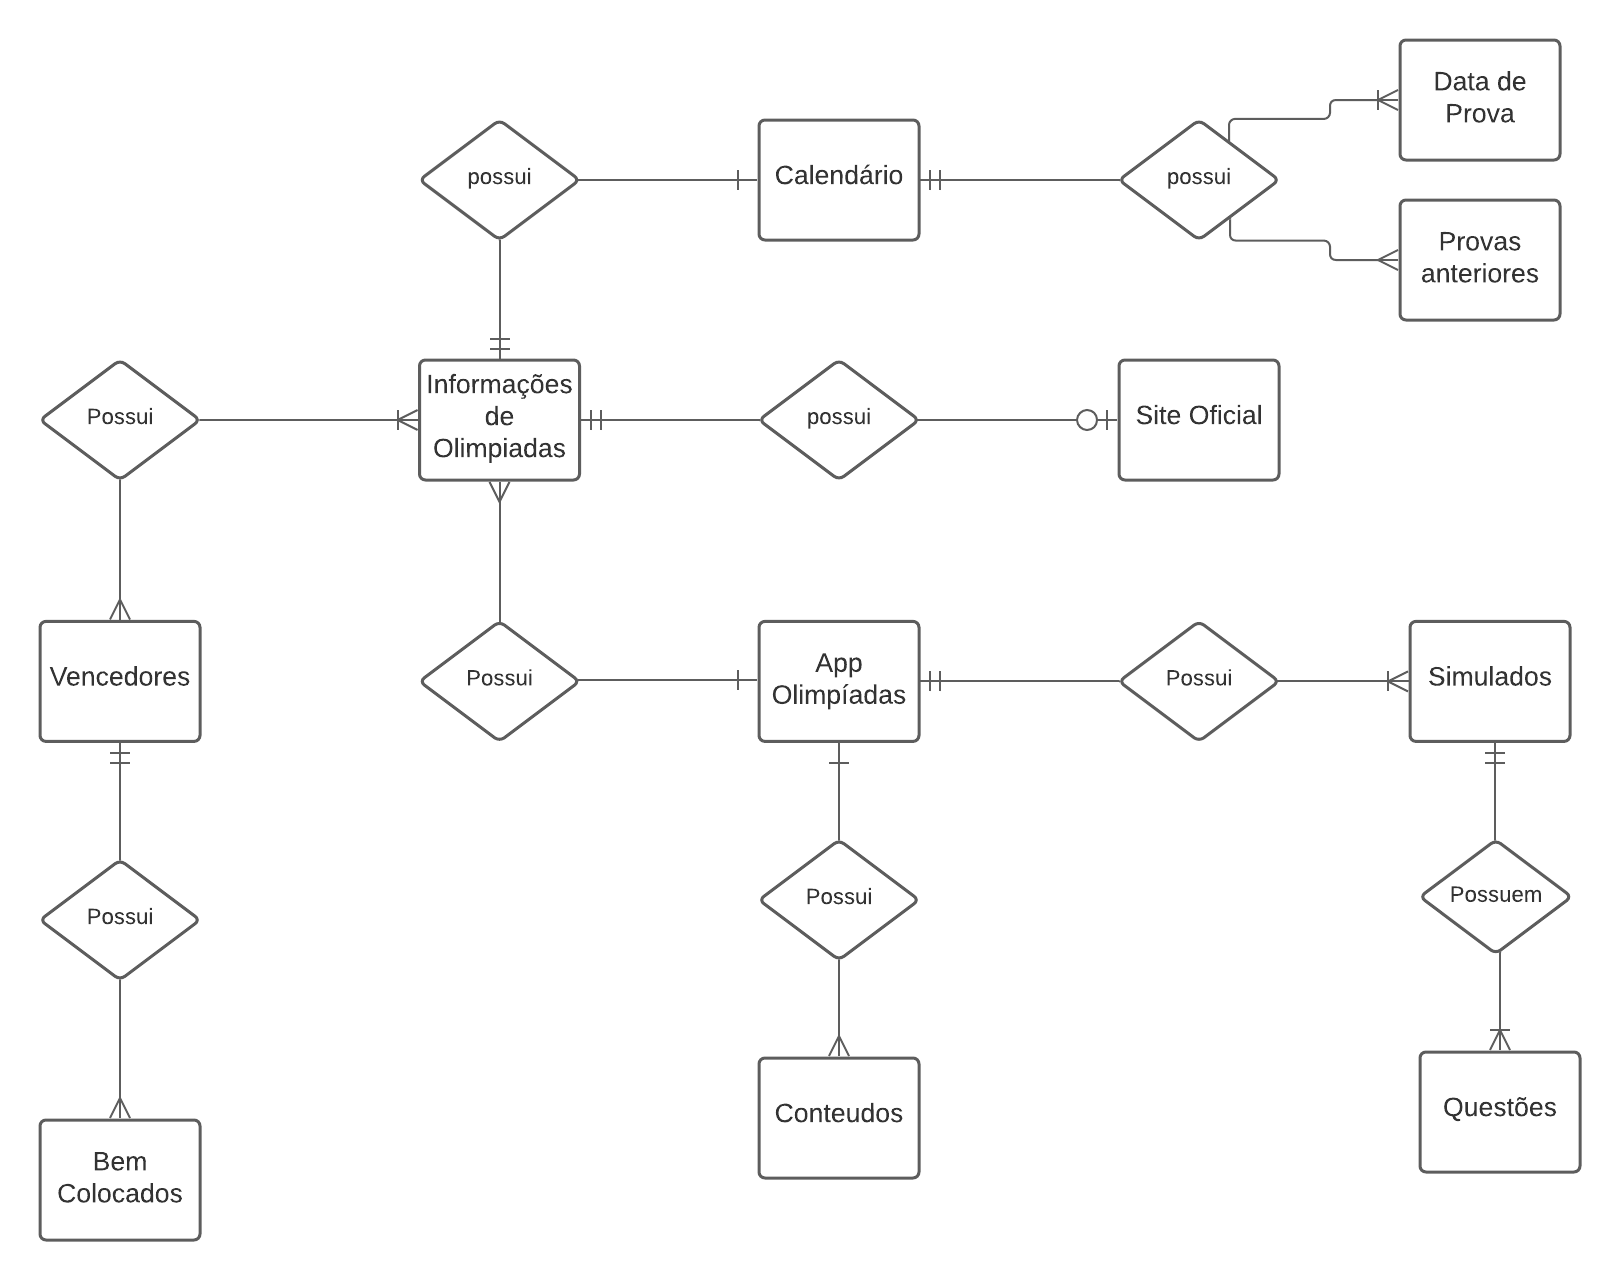 Data de
Prova
possui
Calendário
possui
Provas
anteriores
Possui
Informações
de
Olimpiadas
possui
Site Oficial
Vencedores
Possui
App
Olimpíadas
Possui
Simulados
Possui
Possui
Possuem
Bem
Colocados
Conteudos
Questões